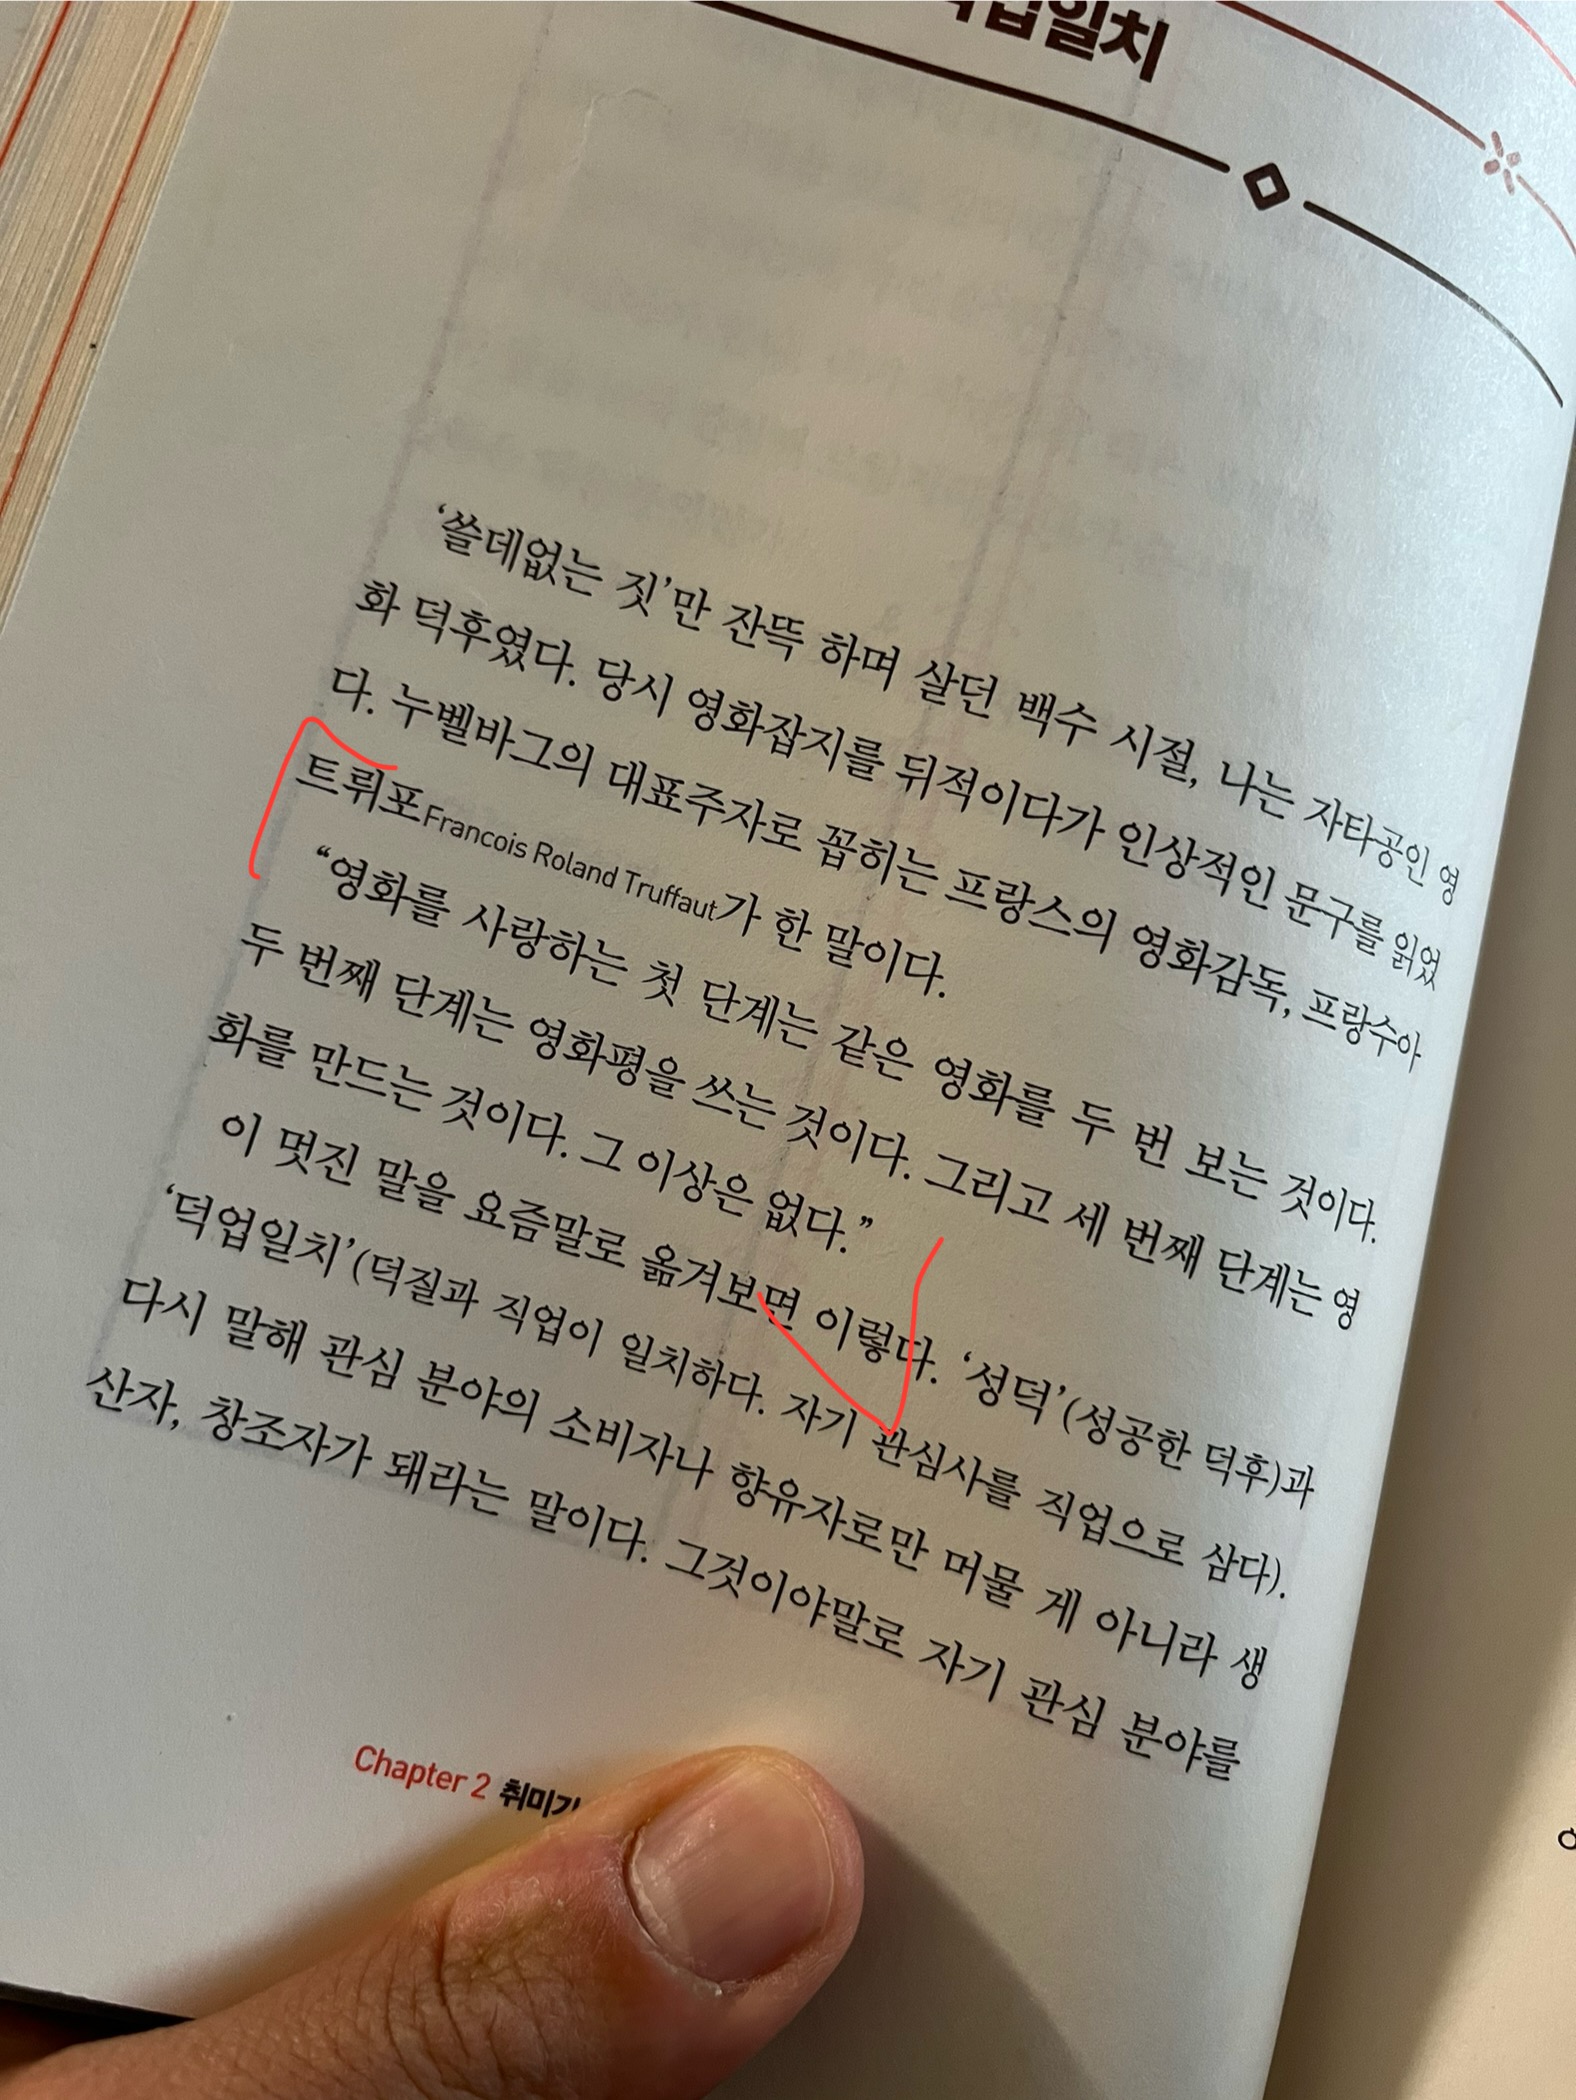 업일치
‘쓸데없는 짓’만 잔뜩 하며 살던 백수 시절, 나는 자타공인 영
화 덕후였다. 당시 영화잡지를 뒤적이다가 인상적인 문구를 읽었
다. 누벨바그의 대표주자로 꼽히는 프랑스의 영화감독, 프랑수아
트뤼포Francois Roland Truffaut가 한 말이다.
“영화를 사랑하는 첫 단계는 같은 영화를 두 번 보는 것이다.
두 번째 단계는 영화평을 쓰는 것이다. 그리고 세 번째 단계는 영
화를 만드는 것이다. 그 이상은 없다.”
이 멋진 말을 요즘말로 옮겨보면 이렇다. ‘성덕’(성공한 덕후)과
‘덕업일치’(덕질과 직업이 일치하다. 자기 관심사를 직업으로 삼다).
다시 말해 관심 분야의 소비자나 향유자로만 머물 게 아니라 생
산자, 창조자가 돼라는 말이다. 그것이야말로 자기 관심 분야를
Chapter 2 취미가